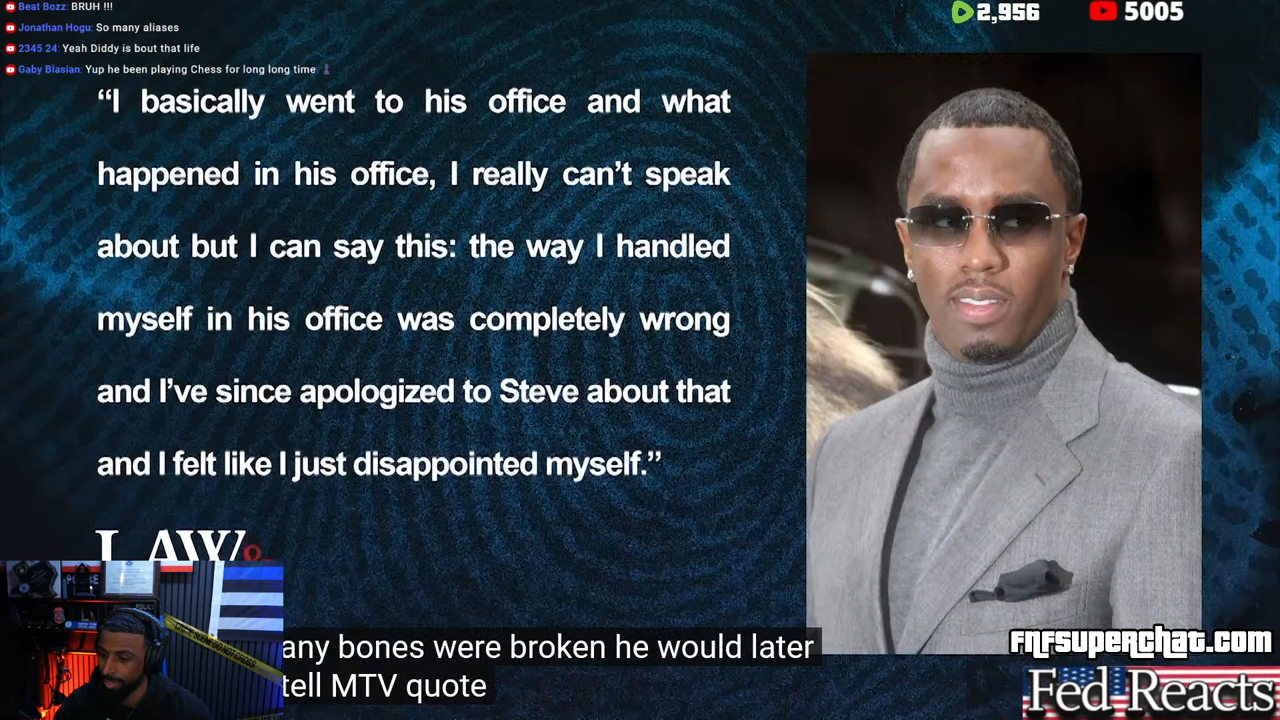 Beat Bozz: BRUH !!!
Jonathan Hogu: So many aliases
2345 24: Yeah Diddy is bout that life
Gaby Blasian: Yup he been playing Chess for long long time
2,956
5005
“I basically went to his office and what
happened in his office, I really can’t speak
about but I can say this: the way I handled
myself in his office was completely wrong
and I’ve since apologized to Steve about that
and I felt like I just disappointed myself.”
LAW&
any bones were broken he would later
tell MTV quote
FNFSUPERCHAT.COM
Fed-Reacts